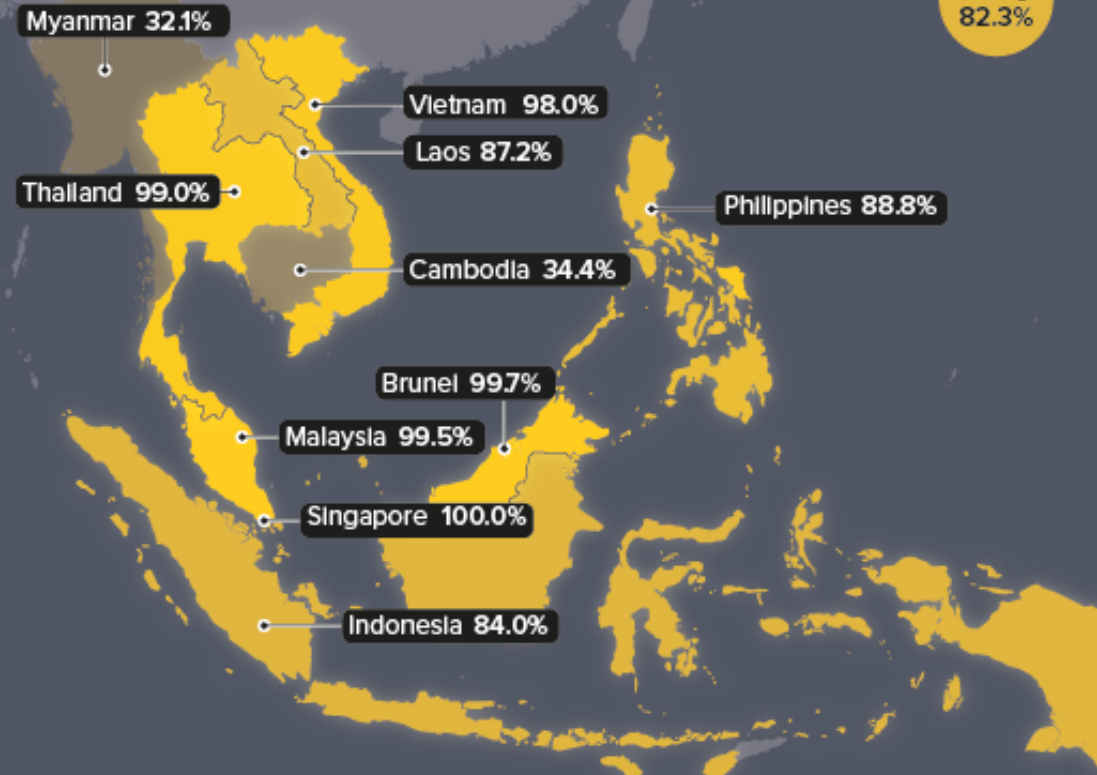 82.3%
Myanmar 32.1%
Vietnam 98.0%
Laos 87.2%
Thailand 99.0%
Philippines 88.8%
Cambodia 34.4%
Brunei 99.7%
Malaysia 99.5%
Singapore 100.0%
Indonesia 84.0%